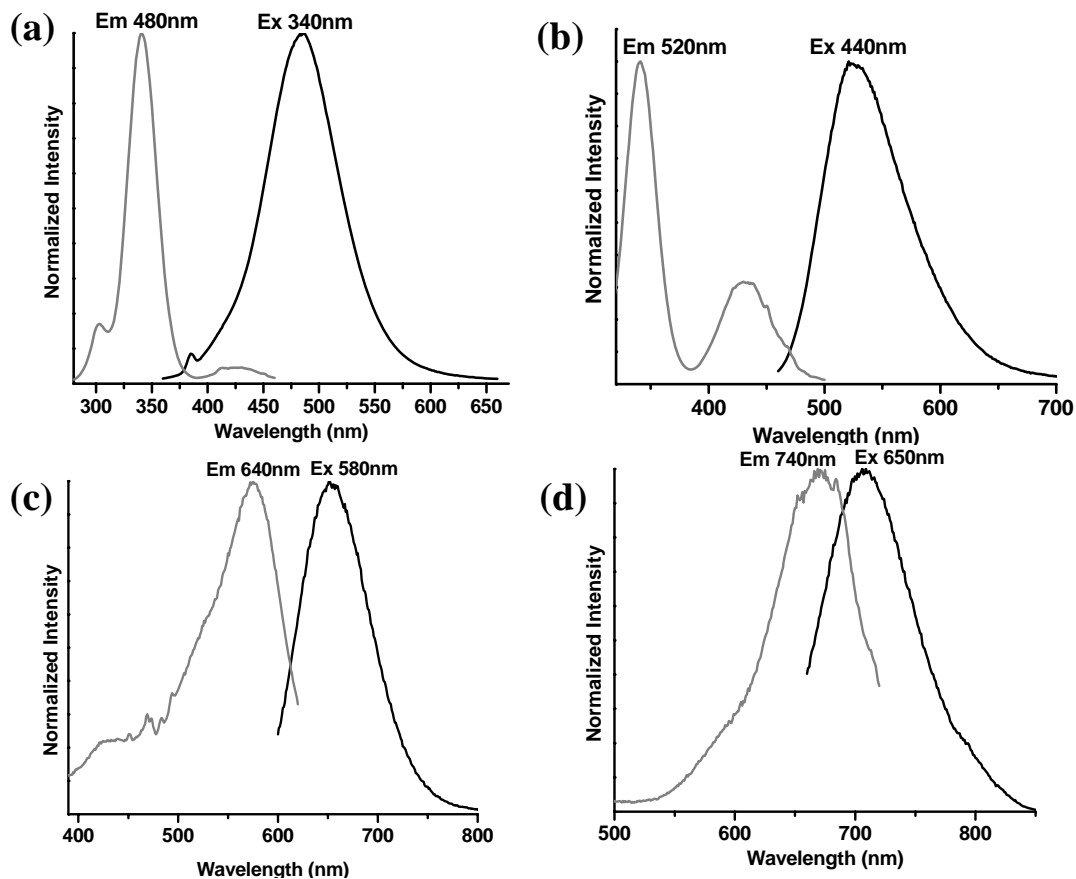 (a)
Em 480nm Ex 340nm
Normalized Intensity
300 350 400 450 500 550 600 650
Wavelength (nm)
(b)
Em 520nm Ex 440nm
Normalized Intensity
400 500 600 700
Wavelength (nm)
(c)
Em 640nm Ex 580nm
Normalized Intensity
400 500 600 700 800
Wavelength (nm)
(d)
Em 740nm Ex 650nm
Normalized Intensity
500 600 700 800
Wavelength (nm)